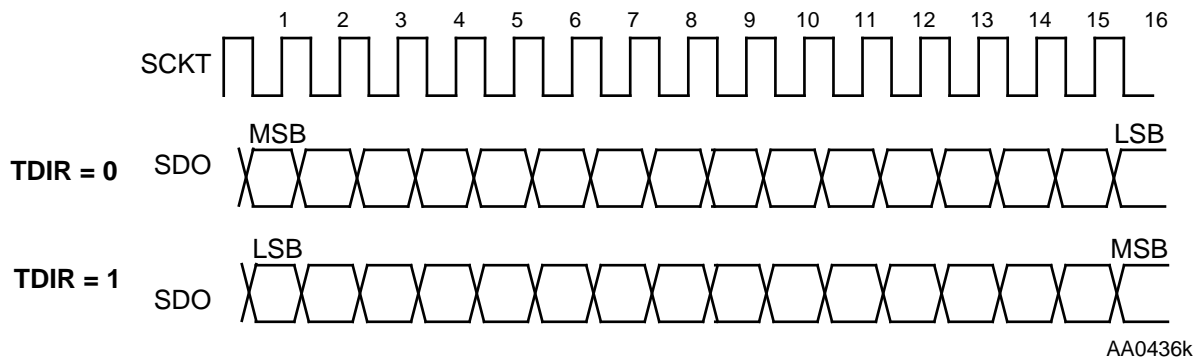 1 2 3 4 5 6 7 8 9 10 11 12 13 14 15 16
SCKT
MSB LSB
TDIR = 0 SDO
LSB MSB
TDIR = 1 SDO
AA0436k